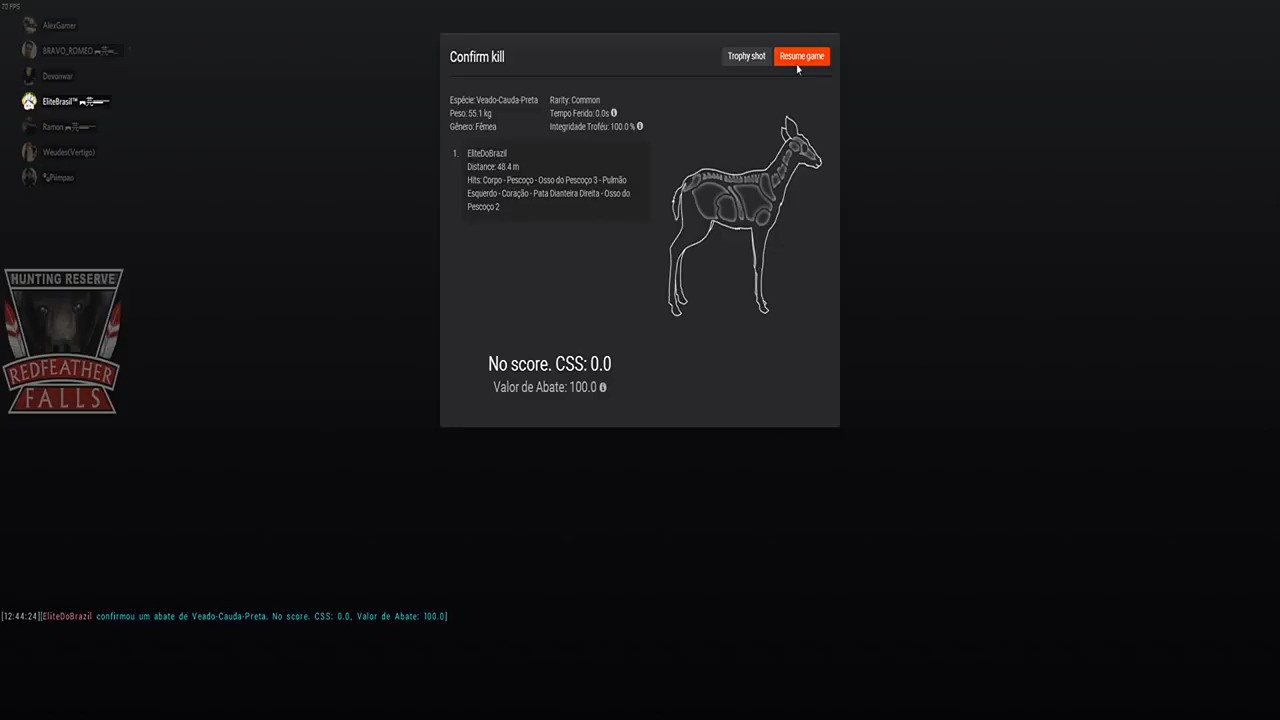 73 FPS
AlexGamer
BRAVO_ROMEO
Devonwar
EliteBrasil™
Ramon
Weudes(Vertigo)
Piimpao
HUNTING RESERVE
REDFEATHER
FALLS
Confirm kill
Trophy shot
Resume game
Espécie: Veado-Cauda-Preta
Rarity: Common
Peso: 55.1 kg
Tempo Ferido: 0.0s
Gênero: Fêmea
Integridade Troféu: 100.0 %
1. EliteDoBrazil
Distance: 48.4 m
Hits: Corpo - Pescoço - Osso do Pescoço 3 - Pulmão
Esquerdo - Coração - Pata Dianteira Direita - Osso do
Pescoço 2
No score. CSS: 0.0
Valor de Abate: 100.0
[12:44:24][EliteDoBrazil confirmou um abate de Veado-Cauda-Preta. No score. CSS: 0.0, Valor de Abate: 100.0]